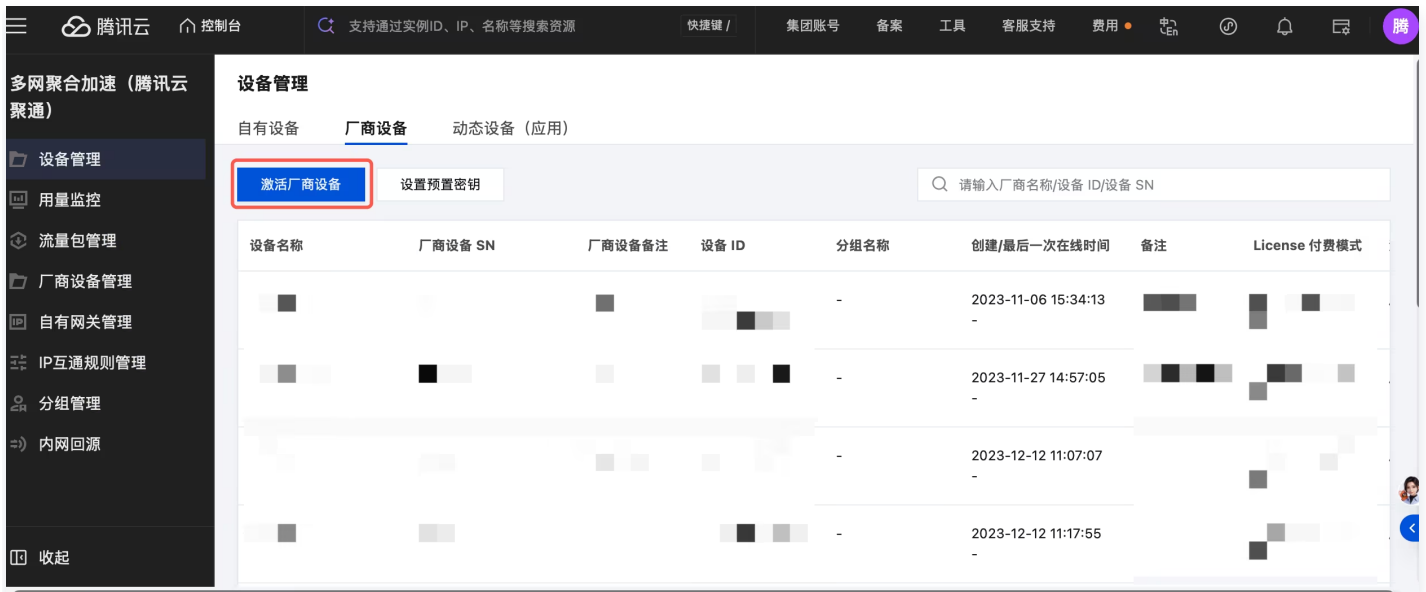 腾讯云
控制台
支持通过实例ID、IP、名称等搜索资源
快捷键 /
集团账号
备案
工具
客服支持
费用
中
En
腾
多网聚合加速（腾讯云
聚通）
设备管理
用量监控
流量包管理
厂商设备管理
IP
自有网关管理
IP互通规则管理
分组管理
内网回源
收起
设备管理
自有设备
厂商设备
动态设备（应用）
激活厂商设备
设置预置密钥
请输入厂商名称/设备 ID/设备 SN
设备名称
厂商设备 SN
厂商设备备注
设备 ID
分组名称
创建/最后一次在线时间
备注
License 付费模式
-
2023-11-06 15:34:13
-
-
2023-11-27 14:57:05
-
-
2023-12-12 11:07:07
-
-
2023-12-12 11:17:55
-